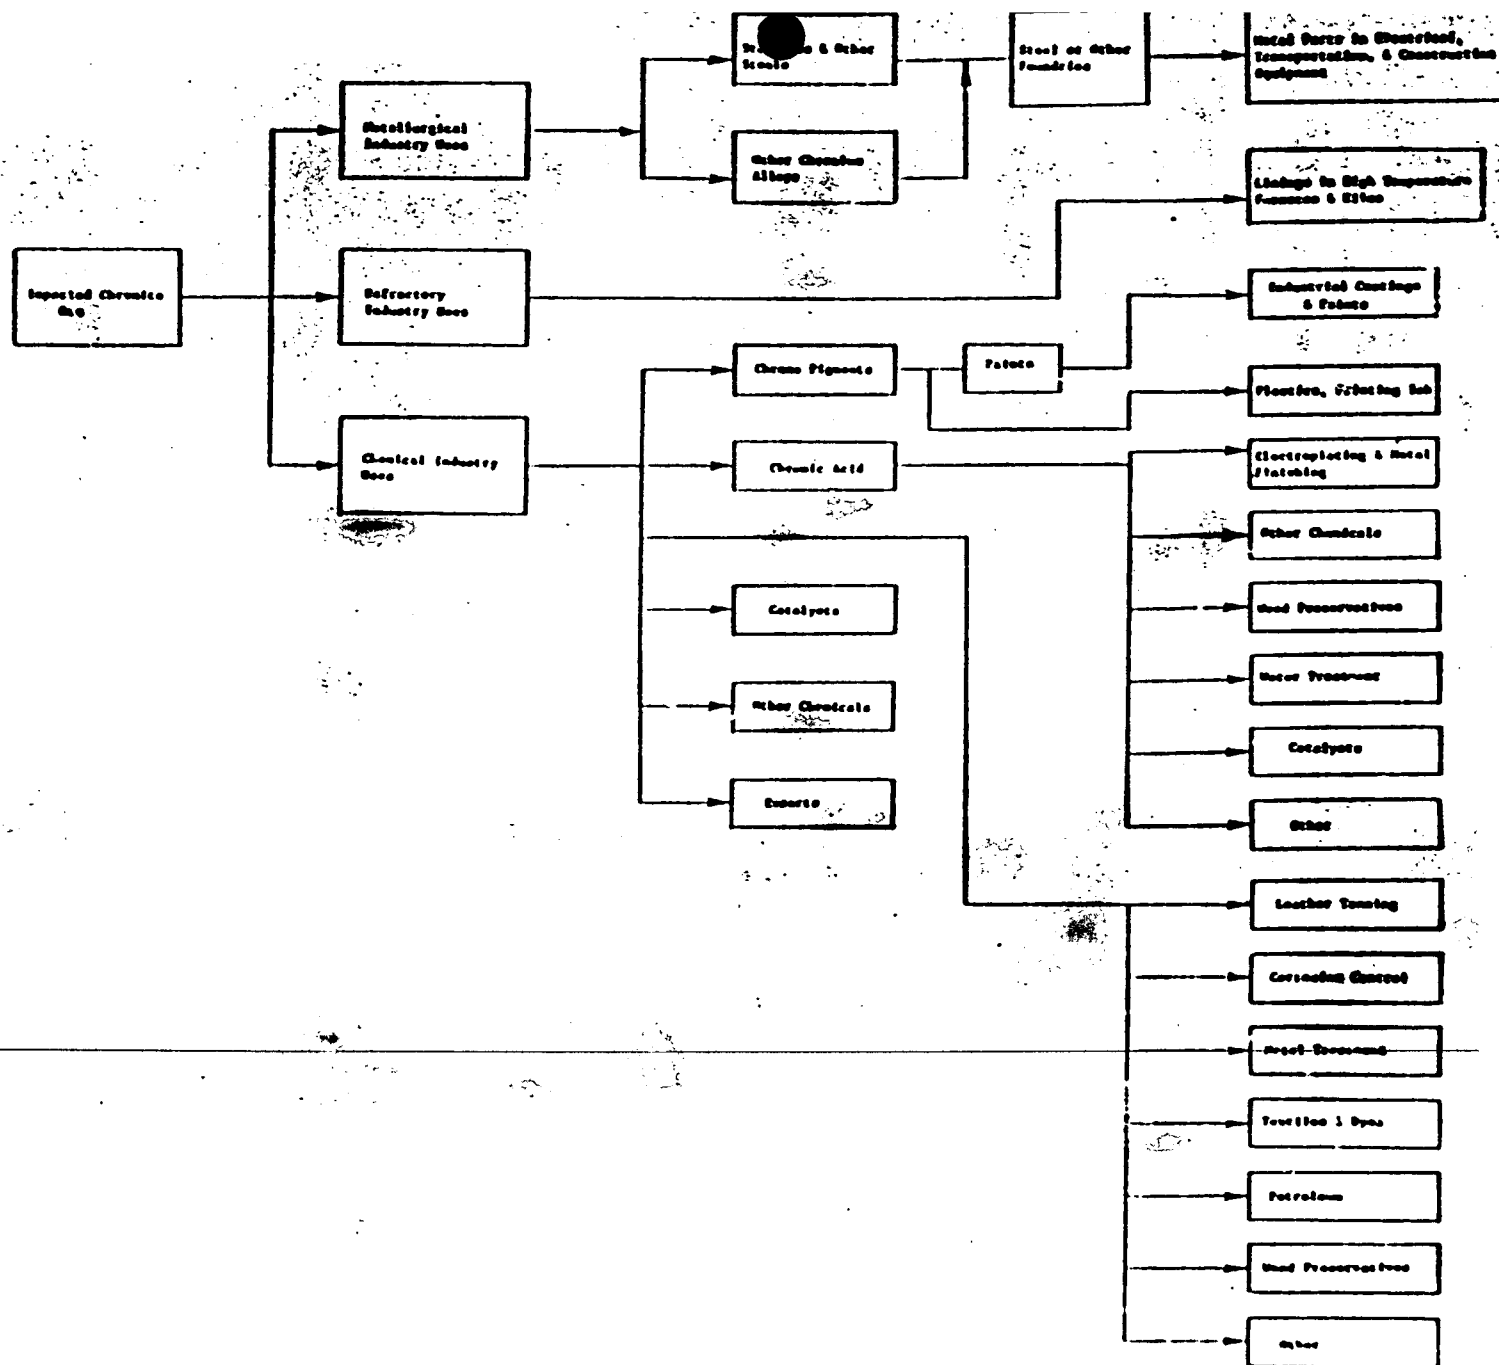 & Other
Steels
Steel or Other
Foundries
Metal Parts in Electrical,
Transportation, & Construction
Equipment
Metallurgical
Industry Uses
Other Chromium
Alloys
Linings in High Temperature
Furnaces & Kilns
Imported Chromite
Ore
Refractory
Industry Uses
Industrial Coatings
& Paints
Chrome Pigments
Paints
Plastics, Printing Ink
Chemical Industry
Uses
Chromic Acid
Electroplating & Metal
Finishing
Other Chemicals
Catalysts
Wood Preservatives
Water Treatment
Other Chemicals
Catalysts
Exports
Other
Leather Tanning
Corrosion Control
Metal Treatment
Textiles & Dyes
Petroleum
Wood Preservatives
Other